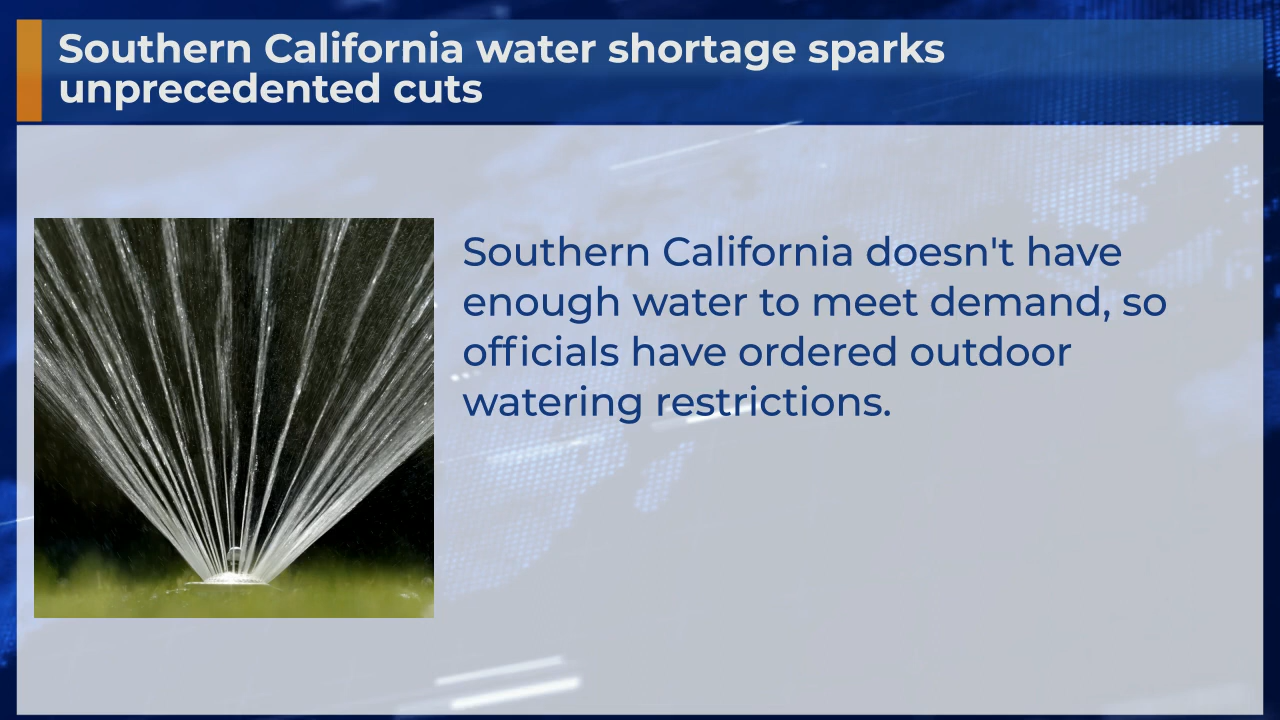 Southern California water shortage sparks
unprecedented cuts
Southern California doesn't have
enough water to meet demand, so
officials have ordered outdoor
watering restrictions.